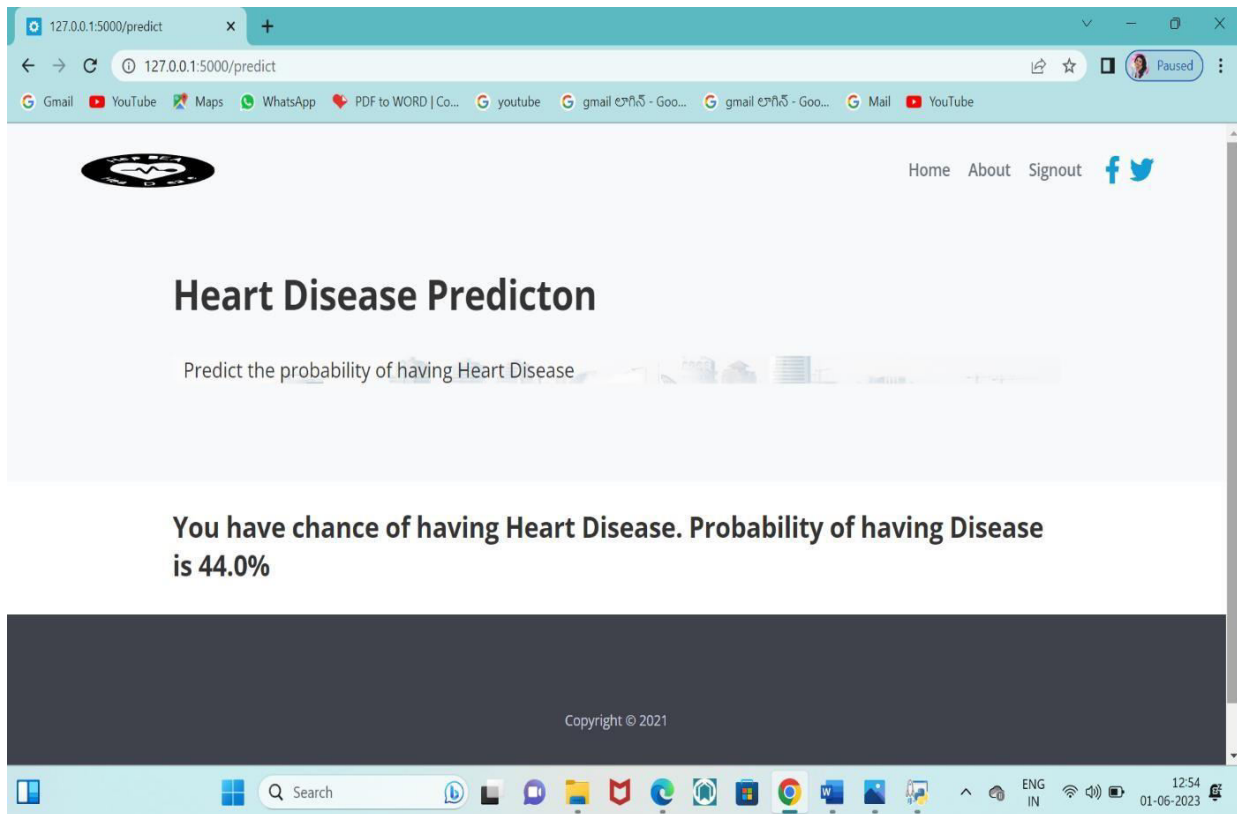 127.0.0.1:5000/predict
127.0.0.1:5000/predict
Paused
Gmail YouTube Maps WhatsApp PDF to WORD | Co... youtube gmail లాగిన్ - Goo... gmail లాగిన్ - Goo... Mail YouTube
Home About Signout
Heart Disease Predicton
Predict the probability of having Heart Disease
You have chance of having Heart Disease. Probability of having Disease
is 44.0%
Copyright © 2021
Search
ENG
IN
12:54
01-06-2023